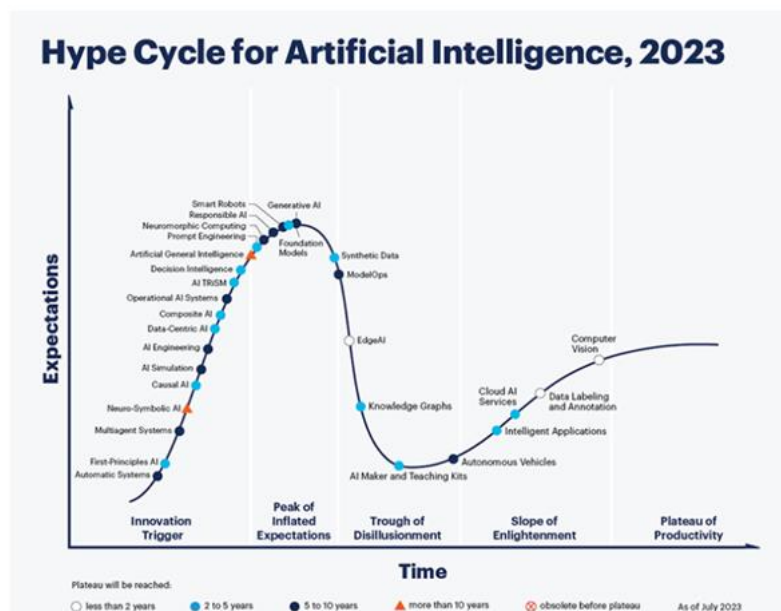 Hype Cycle for Artificial Intelligence, 2023
Expectations
Smart Robots
Responsible AI
Neuromorphic Computing
Prompt Engineering
Artificial General Intelligence
Decision Intelligence
AI TRiSM
Operational AI Systems
Composite AI
Data-Centric AI
AI Engineering
AI Simulation
Causal AI
Neuro-Symbolic AI
Multiagent Systems
First-Principles AI
Automatic Systems
Generative AI
Foundation
Models
Synthetic Data
ModelOps
EdgeAI
Knowledge Graphs
AI Maker and Teaching Kits
Autonomous Vehicles
Intelligent Applications
Cloud AI
Services
Data Labeling
and Annotation
Computer
Vision
Innovation
Trigger
Peak of
Inflated
Expectations
Trough of
Disillusionment
Slope of
Enlightenment
Plateau of
Productivity
Time
Plateau will be reached:
less than 2 years
2 to 5 years
5 to 10 years
more than 10 years
obsolete before plateau
As of July 2023